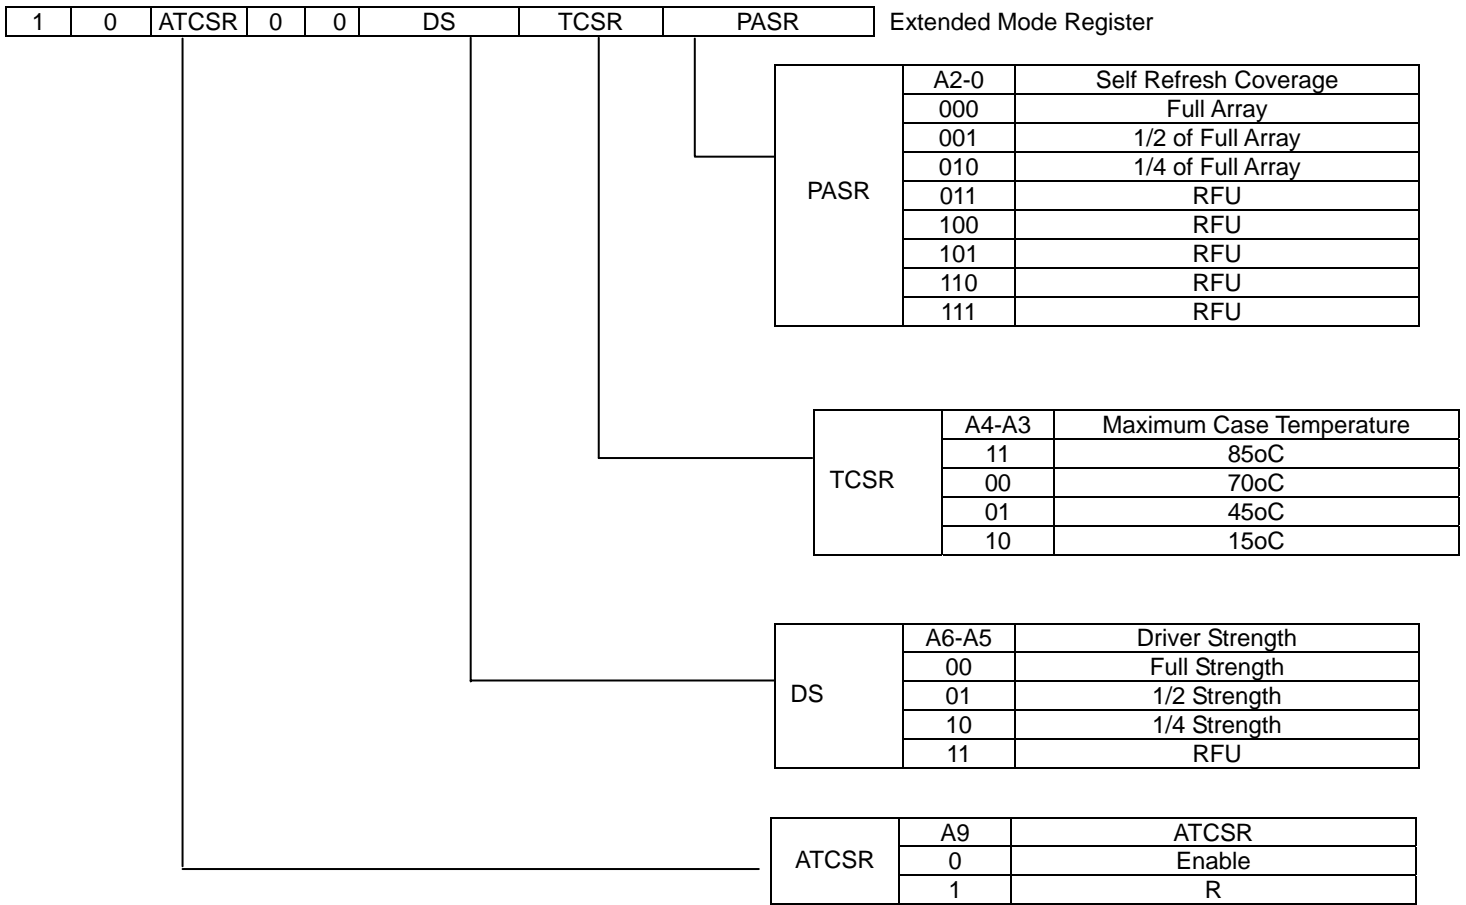 1 0 ATCSR 0 0 DS TCSR PASR Extended Mode Register
A2-0 Self Refresh Coverage
000 Full Array
001 1/2 of Full Array
010 1/4 of Full Array
PASR
011 RFU
100 RFU
101 RFU
110 RFU
111 RFU
A4-A3 Maximum Case Temperature
11 85oC
TCSR
00 70oC
01 45oC
10 15oC
A6-A5 Driver Strength
00 Full Strength
DS
01 1/2 Strength
10 1/4 Strength
11 RFU
A9 ATCSR
ATCSR
0 Enable
1 R